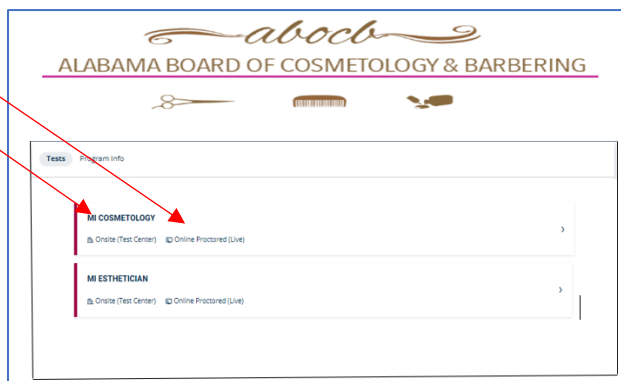 abocb
ALABAMA BOARD OF COSMETOLOGY & BARBERING
Tests Program Info
MI COSMETOLOGY
Onsite (Test Center) Online Proctored (Live)
MI ESTHETICIAN
Onsite (Test Center) Online Proctored (Live)